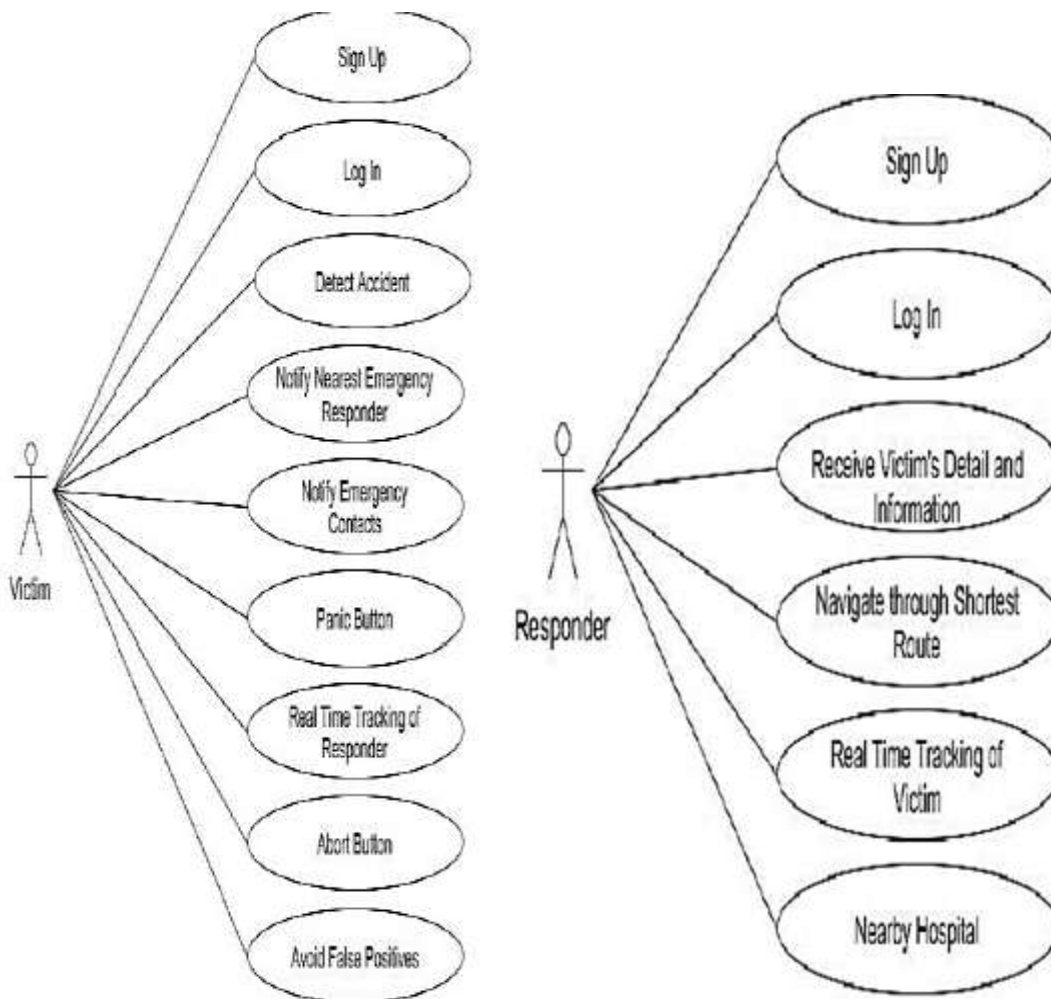 Sign Up
Log In
Detect Accident
Notify Nearest Emergency
Responder
Notify Emergency
Contacts
Panic Button
Real Time Tracking of
Responder
Abort Button
Avoid False Positives
Victim
Sign Up
Log In
Receive Victim's Detail and
Information
Navigate through Shortest
Route
Real Time Tracking of
Victim
Nearby Hospital
Responder